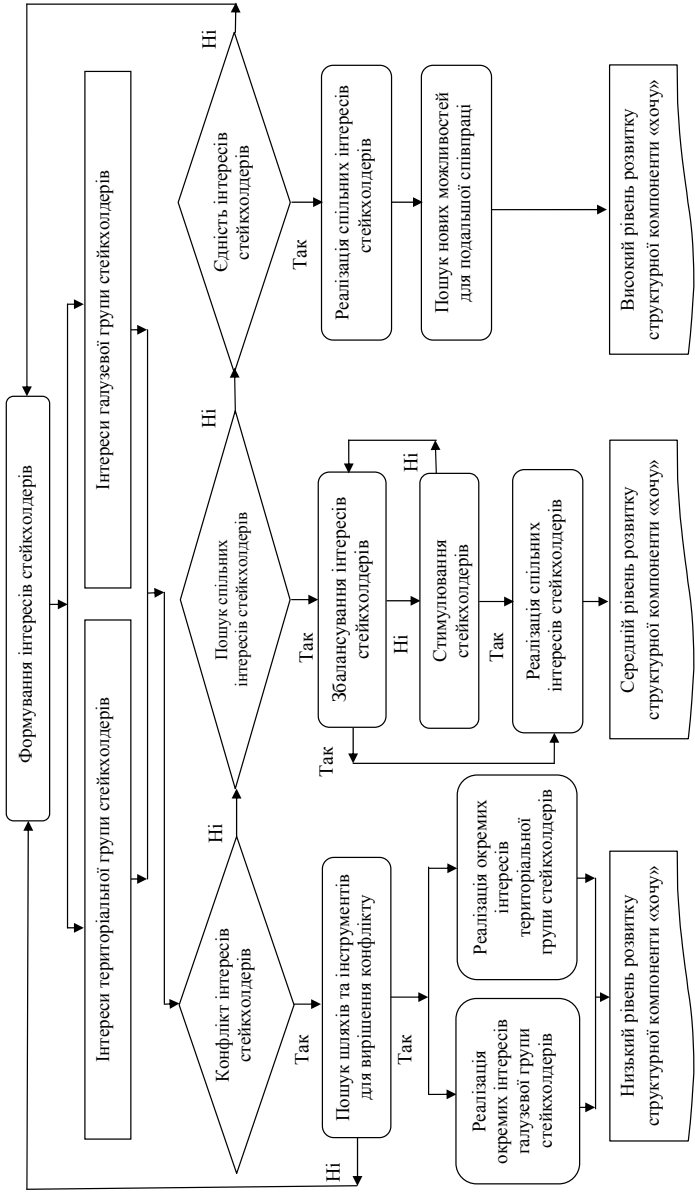 Формування інтересів стейкхолдерів
Інтереси територіальної групи стейкхолдерів
Інтереси галузевої групи стейкхолдерів
Конфлікт інтересів
стейкхолдерів
Ні
Пошук спільних
інтересів стейкхолдерів
Ні
Єдність інтересів
стейкхолдерів
Ні
Так
Так
Так
Пошук шляхів та інструментів
для вирішення конфлікту
Ні
Так
Реалізація
окремих інтересів
галузевої групи
стейкхолдерів
Реалізація окремих
інтересів
територіальної
групи стейкхолдерів
Низький рівень розвитку
структурної компоненти «хочу»
Збалансування інтересів
стейкхолдерів
Так
Ні
Ні
Стимулювання
стейкхолдерів
Так
Реалізація спільних
інтересів стейкхолдерів
Середній рівень розвитку
структурної компоненти «хочу»
Реалізація спільних інтересів
стейкхолдерів
Пошук нових можливостей
для подальшої співпраці
Високий рівень розвитку
структурної компоненти «хочу»